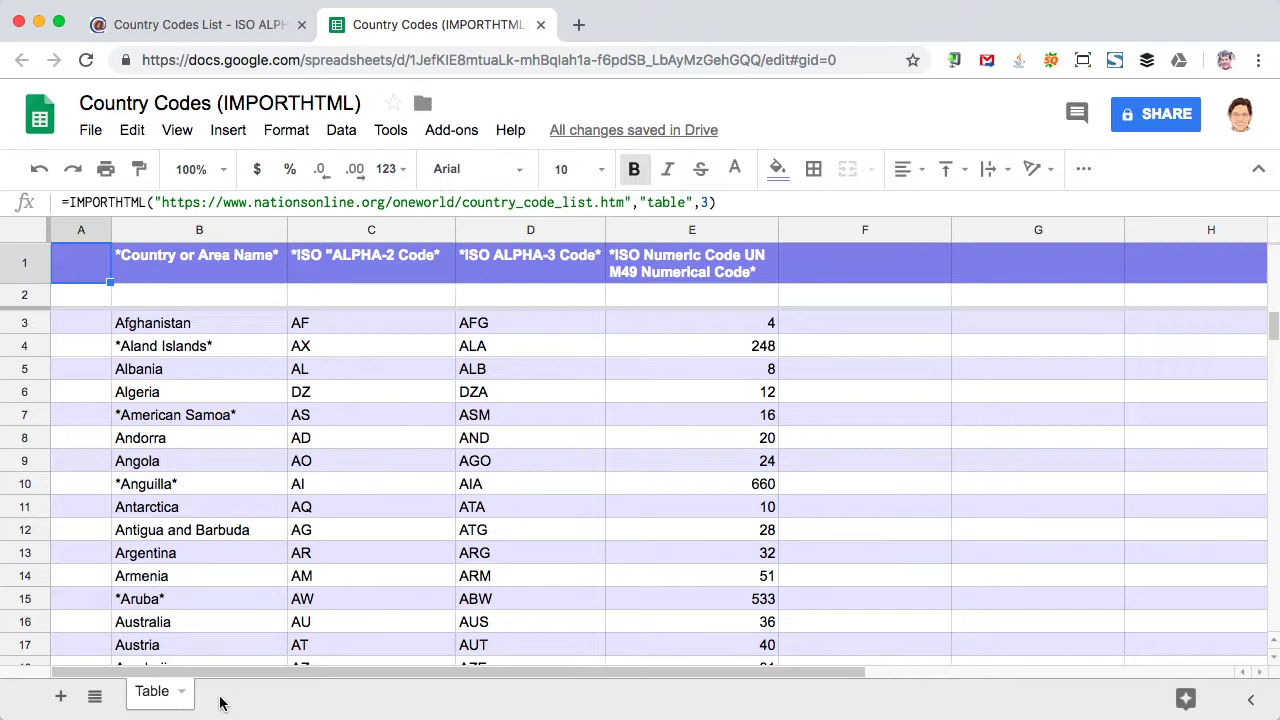 Country Codes List - ISO ALPH
Country Codes (IMPORTHTML)
https://docs.google.com/spreadsheets/d/1JefKIE8mtuaLk-mhBqlah1a-f6pdSB_LbAyMzGehGQQ/edit#gid=0
Country Codes (IMPORTHTML)
SHARE
File Edit View Insert Format Data Tools Add-ons Help All changes saved in Drive
100% $ % .0 .00 123 Arial 10 B I S A
fx =IMPORTHTML("https://www.nationsonline.org/oneworld/country_code_list.htm","table",3)
A B C D E F G H
1 *Country or Area Name* *ISO "ALPHA-2 Code* *ISO ALPHA-3 Code* *ISO Numeric Code UN
M49 Numerical Code*
2
3 Afghanistan AF AFG 4
4 *Aland Islands* AX ALA 248
5 Albania AL ALB 8
6 Algeria DZ DZA 12
7 *American Samoa* AS ASM 16
8 Andorra AD AND 20
9 Angola AO AGO 24
10 *Anguilla* AI AIA 660
11 Antarctica AQ ATA 10
12 Antigua and Barbuda AG ATG 28
13 Argentina AR ARG 32
14 Armenia AM ARM 51
15 *Aruba* AW ABW 533
16 Australia AU AUS 36
17 Austria AT AUT 40
Table